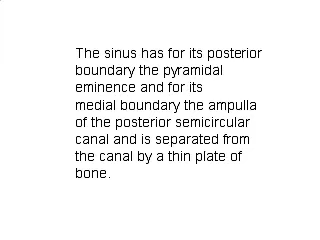 The sinus has for its posterior
boundary the pyramidal
eminence and for its
medial boundary the ampulla
of the posterior semicircular
canal and is separated from
the canal by a thin plate of
bone.